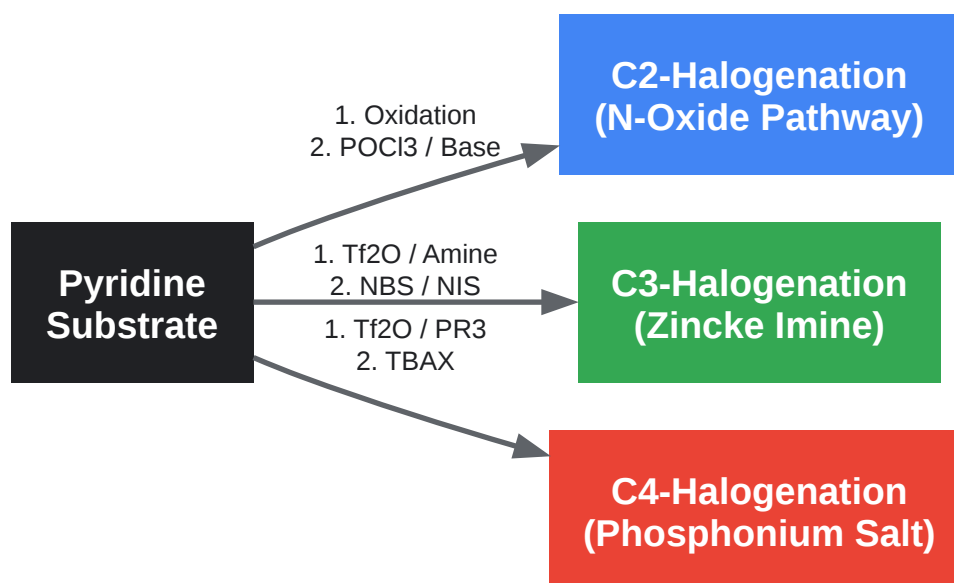 C2-Halogenation
(N-Oxide Pathway)
1. Oxidation
2. POCl3 / Base
Pyridine
Substrate
1. Tf2O / Amine
2. NBS / NIS
C3-Halogenation
(Zincke Imine)
1. Tf2O / PR3
2. TBAX
C4-Halogenation
(Phosphonium Salt)